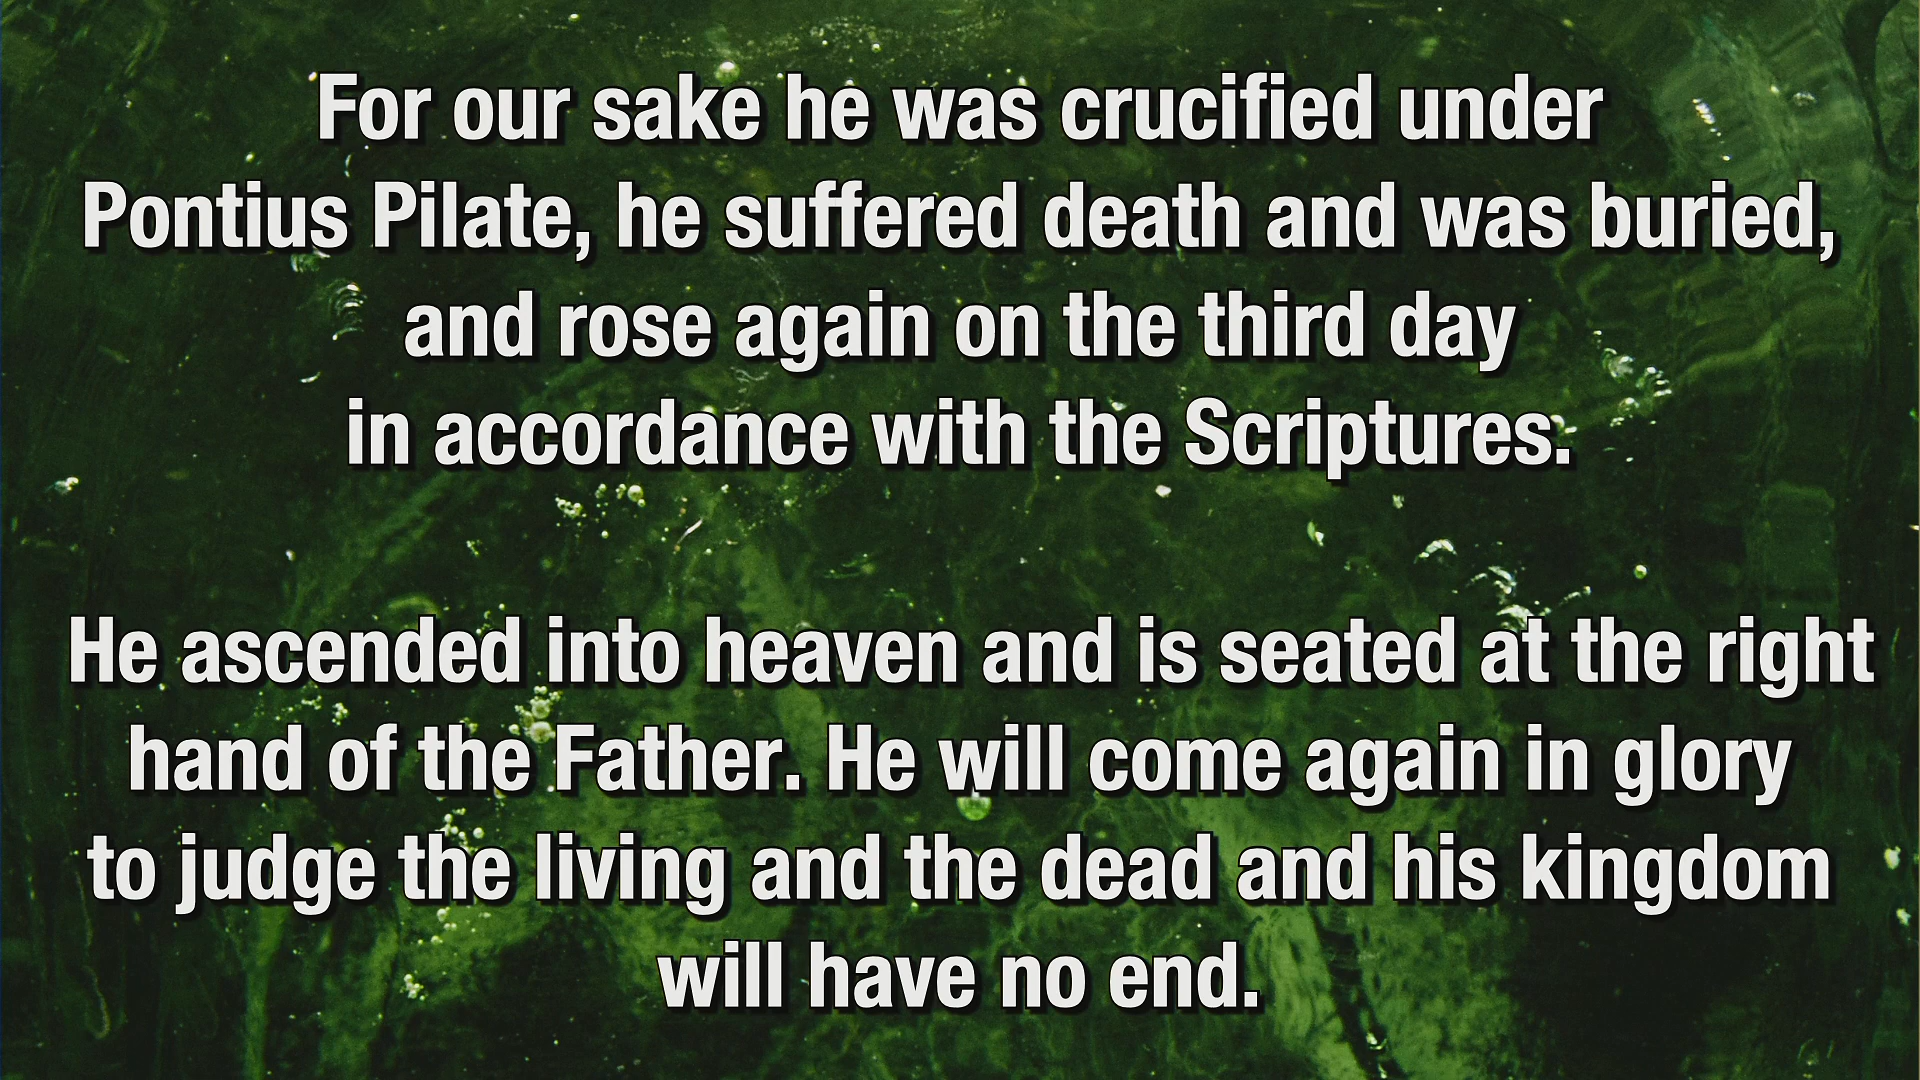 For our sake he was crucified under
Pontius Pilate, he suffered death and was buried,
and rose again on the third day
in accordance with the Scriptures.
He ascended into heaven and is seated at the right
hand of the Father. He will come again in glory
to judge the living and the dead and his kingdom
will have no end.